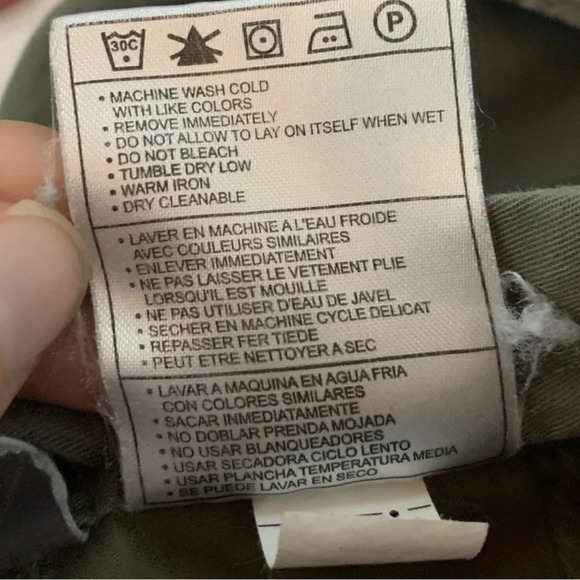 30C
P
• MACHINE WASH COLD
WITH LIKE COLORS
• REMOVE IMMEDIATELY
• DO NOT ALLOW TO LAY ON ITSELF WHEN WET
• DO NOT BLEACH
• TUMBLE DRY LOW
• WARM IRON
• DRY CLEANABLE
• LAVER EN MACHINE A L'EAU FROIDE
AVEC COULEURS SIMILAIRES
• ENLEVER IMMEDIATEMENT
• NE PAS LAISSER LE VETEMENT PLIE
LORSQU'IL EST MOUILLE
• NE PAS UTILISER D'EAU DE JAVEL
• SECHER EN MACHINE CYCLE DELICAT
• REPASSER FER TIEDE
• PEUT ETRE NETTOYER A SEC
• LAVAR A MAQUINA EN AGUA FRIA
CON COLORES SIMILARES
• SACAR INMEDIATAMENTE
• NO DOBLAR PRENDA MOJADA
• NO USAR BLANQUEADORES
• USAR SECADORA CICLO LENTO
• USAR PLANCHA TEMPERATURA MEDIA
• SE PUEDE LAVAR EN SECO